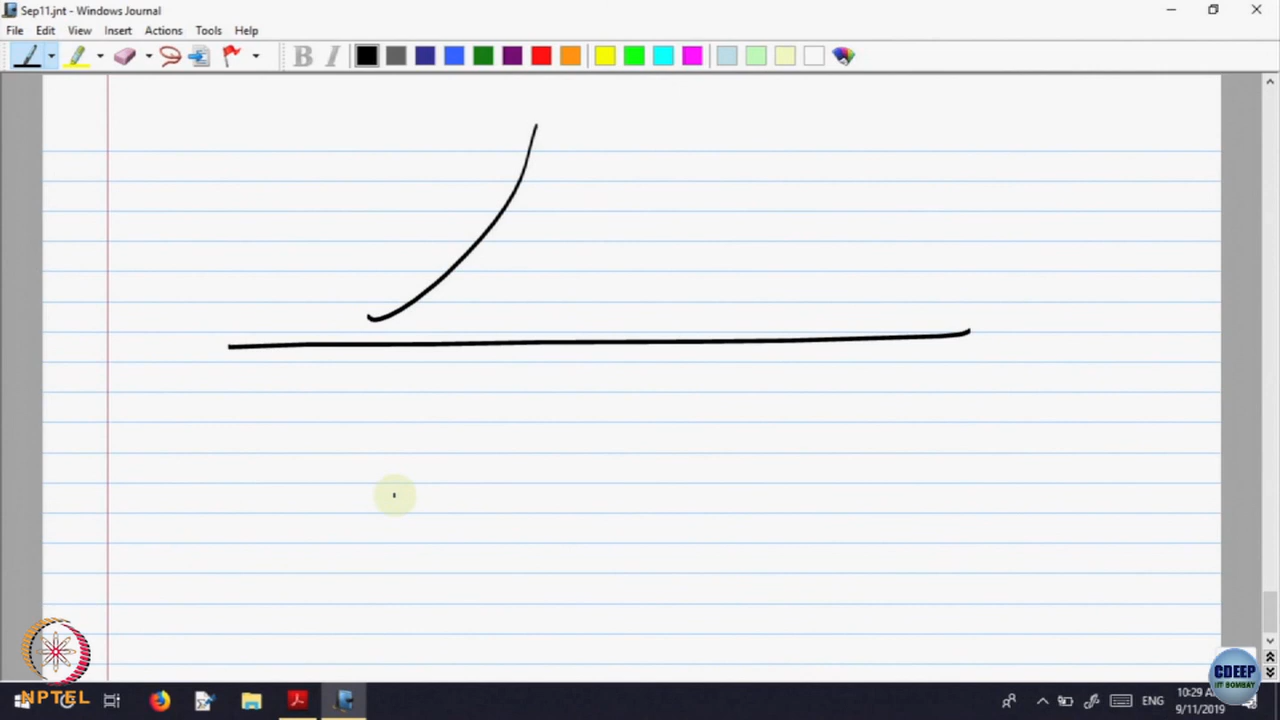 Sep11.jnt - Windows Journal
File Edit View Insert Actions Tools Help
B I
CDEEP
IIT BOMBAY
NPTEL
ENG
10:29 A
9/11/2019